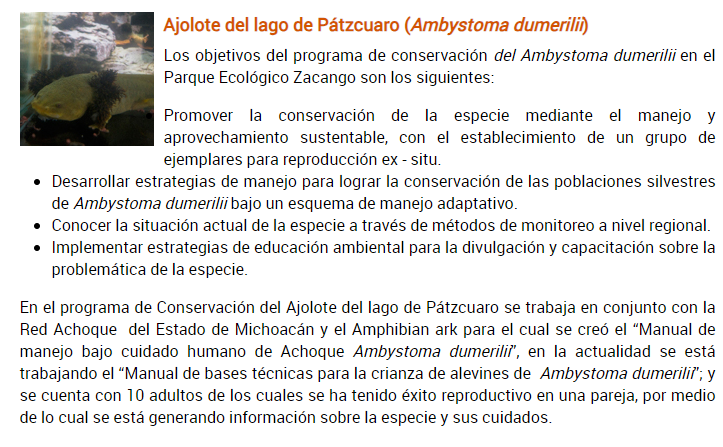 Ajolote del lago de Pátzcuaro (Ambystoma dumerilii)
Los objetivos del programa de conservación del Ambystoma dumerilii en el
Parque Ecológico Zacango son los siguientes:
Promover la conservación de la especie mediante el manejo y
aprovechamiento sustentable, con el establecimiento de un grupo de
ejemplares para reproducción ex - situ.
• Desarrollar estrategias de manejo para lograr la conservación de las poblaciones silvestres
de Ambystoma dumerilii bajo un esquema de manejo adaptativo.
• Conocer la situación actual de la especie a través de métodos de monitoreo a nivel regional.
• Implementar estrategias de educación ambiental para la divulgación y capacitación sobre la
problemática de la especie.
En el programa de Conservación del Ajolote del lago de Pátzcuaro se trabaja en conjunto con la
Red Achoque del Estado de Michoacán y el Amphibian ark para el cual se creó el “Manual de
manejo bajo cuidado humano de Achoque Ambystoma dumerilii”, en la actualidad se está
trabajando el “Manual de bases técnicas para la crianza de alevines de Ambystoma dumerilii”; y
se cuenta con 10 adultos de los cuales se ha tenido éxito reproductivo en una pareja, por medio
de lo cual se está generando información sobre la especie y sus cuidados.